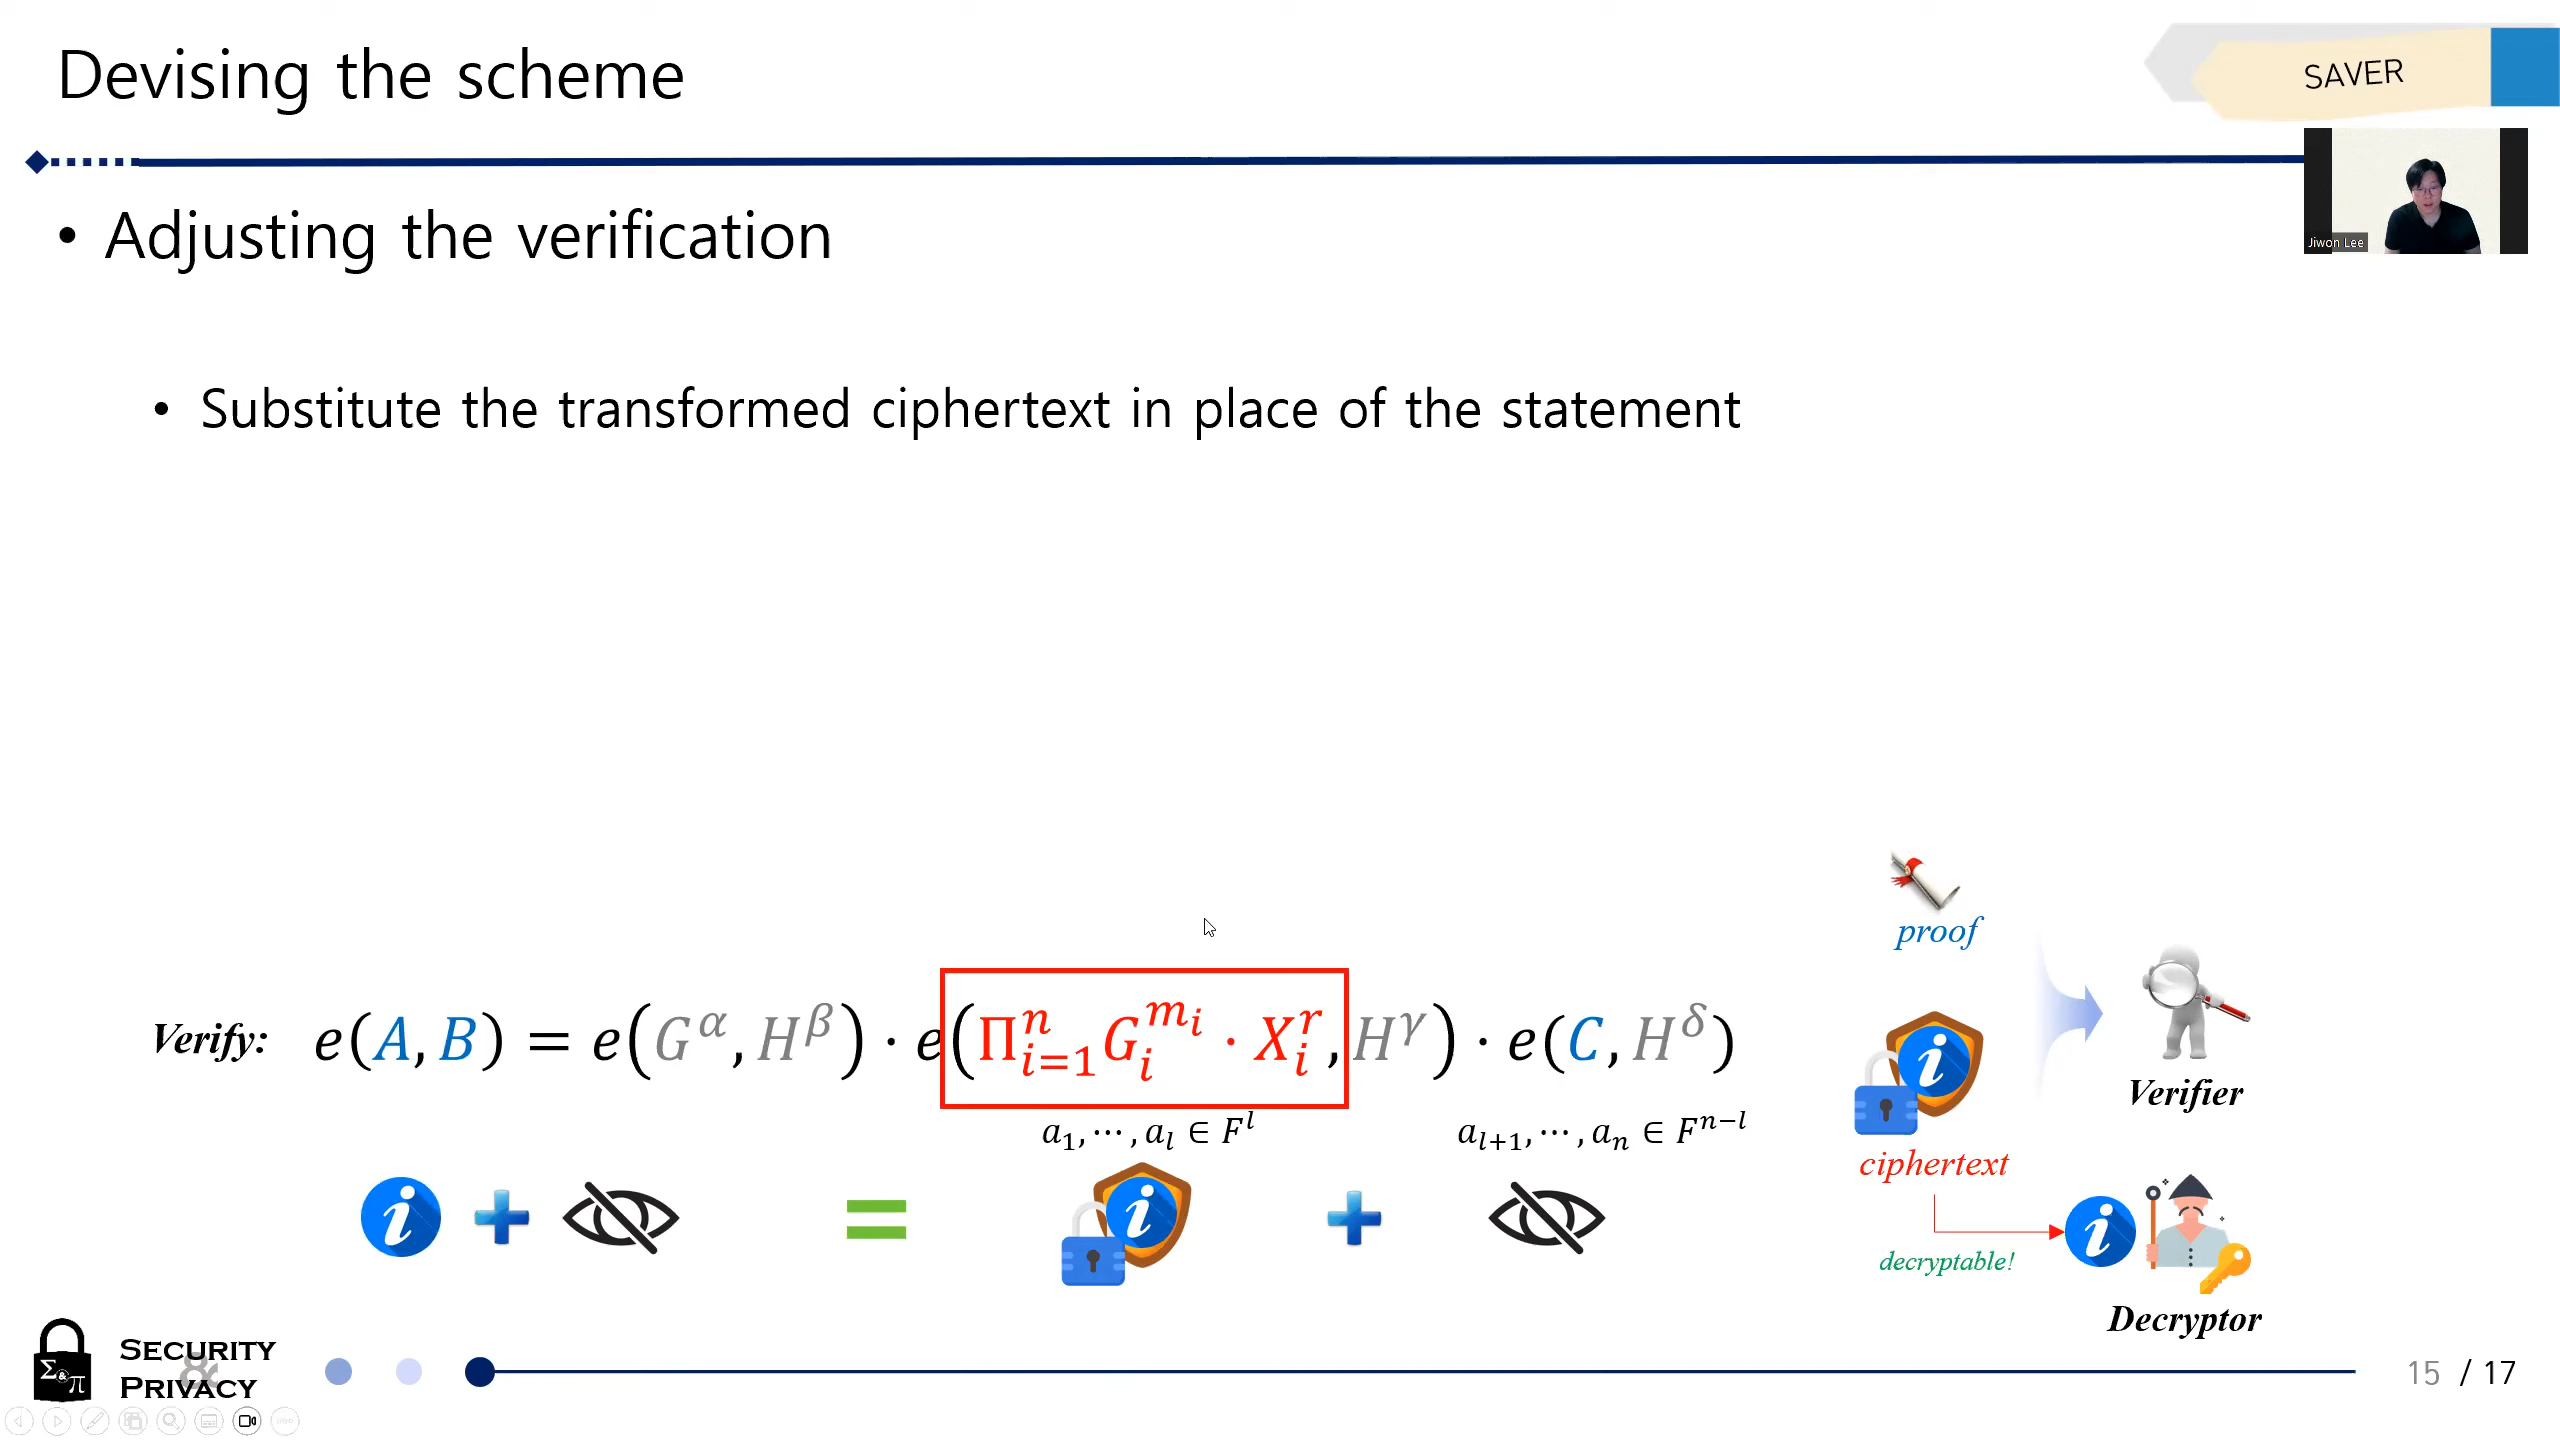 Devising the scheme
SAVER
Jiwon Lee
• Adjusting the verification
• Substitute the transformed ciphertext in place of the statement
proof
Verify: e(A, B) = e(G^α, H^β) · e(Π_{i=1}^n G_i^{m_i} · X_i^r, H^γ) · e(C, H^δ)
Verifier
a_1, ⋯, a_l ∈ F^l
a_{l+1}, ⋯, a_n ∈ F^{n−l}
ciphertext
decryptable!
Decryptor
Σ&π
SECURITY
&
PRIVACY
15 / 17